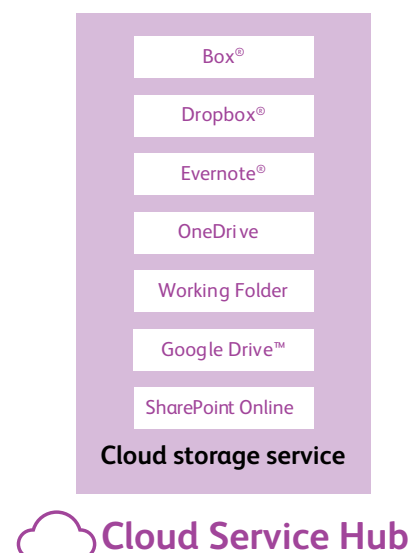 Box®
Dropbox®
Evernote®
OneDrive
Working Folder
Google Drive™
SharePoint Online
Cloud storage service
Cloud Service Hub